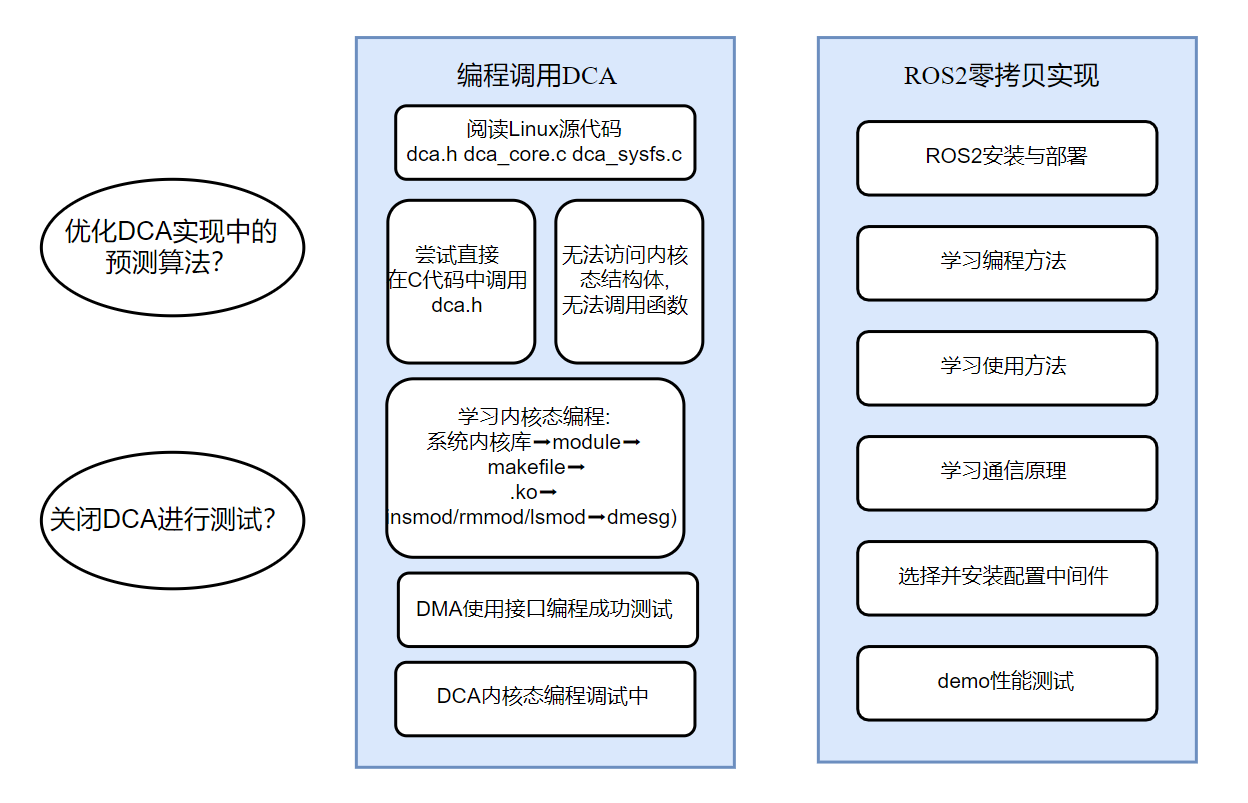 优化DCA实现中的
预测算法?
关闭DCA进行测试?
编程调用DCA
阅读Linux源代码
dca.h dca_core.c dca_sysfs.c
尝试直接
在C代码中调用
dca.h
无法访问内核
态结构体,
无法调用函数
学习内核态编程:
系统内核库➞module➞
makefile➞
.ko➞
insmod/rmmod/lsmod➞dmesg)
DMA使用接口编程成功测试
DCA内核态编程调试中
ROS2零拷贝实现
ROS2安装与部署
学习编程方法
学习使用方法
学习通信原理
选择并安装配置中间件
demo性能测试